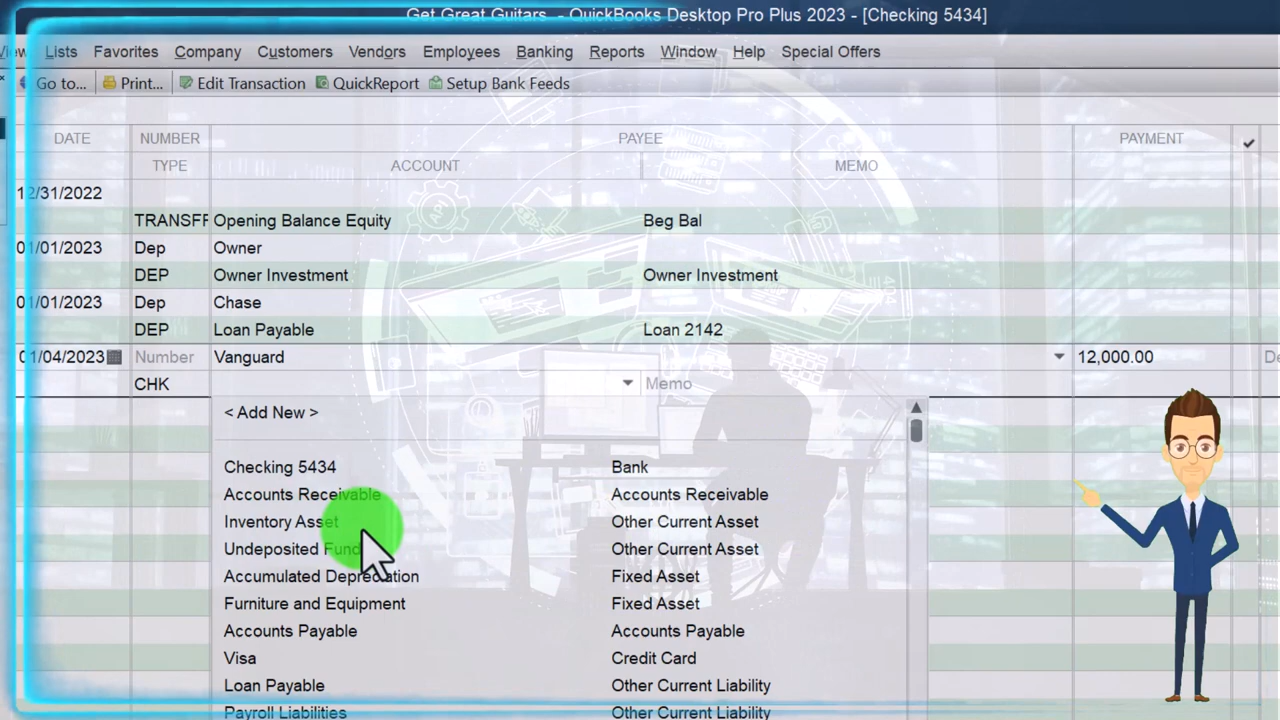 Get Great Guitars - QuickBooks Desktop Pro Plus 2023 - [Checking 5434]
View Lists Favorites Company Customers Vendors Employees Banking Reports Window Help Special Offers
Go to... Print... Edit Transaction QuickReport Setup Bank Feeds
DATE NUMBER PAYEE PAYMENT ✓
TYPE ACCOUNT MEMO
12/31/2022
TRANSFR Opening Balance Equity Beg Bal
01/01/2023 Dep Owner
DEP Owner Investment Owner Investment
01/01/2023 Dep Chase
DEP Loan Payable Loan 2142
01/04/2023 Number Vanguard 12,000.00 De
CHK Memo
< Add New >
Checking 5434 Bank
Accounts Receivable Accounts Receivable
Inventory Asset Other Current Asset
Undeposited Fund Other Current Asset
Accumulated Depreciation Fixed Asset
Furniture and Equipment Fixed Asset
Accounts Payable Accounts Payable
Visa Credit Card
Loan Payable Other Current Liability
Payroll Liabilities Other Current Liability